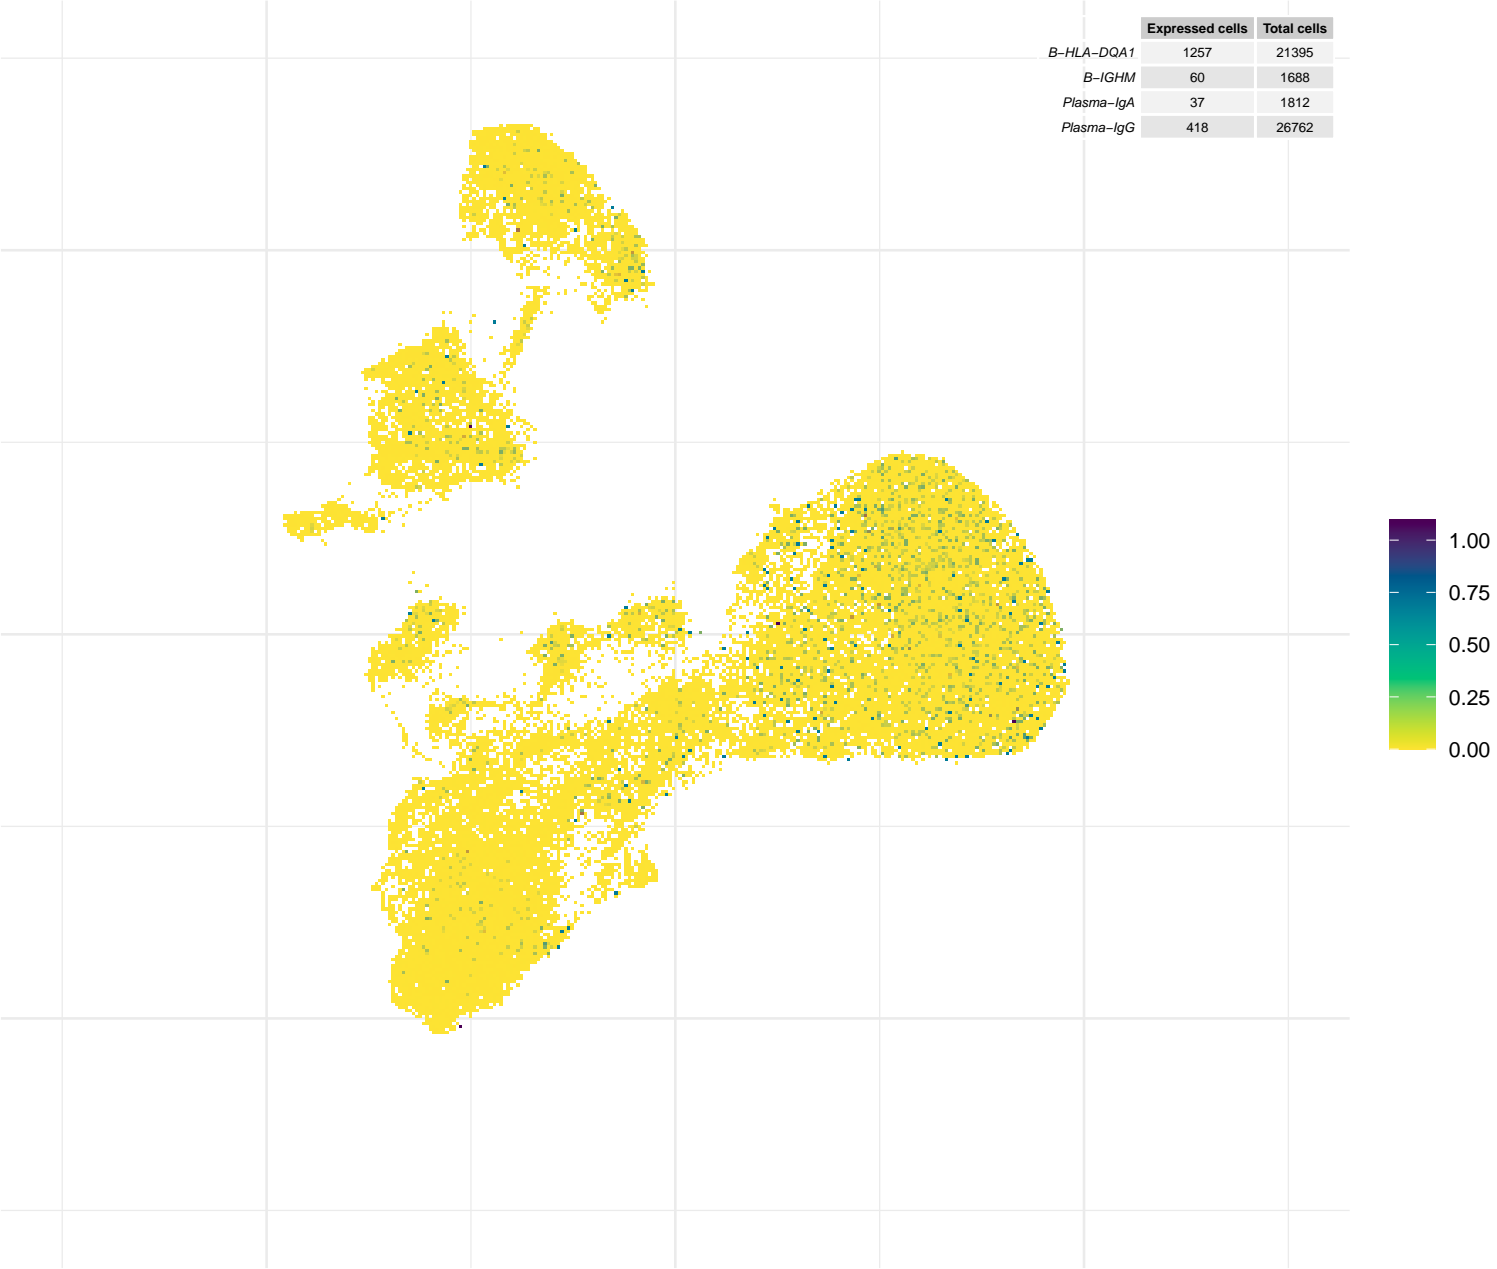 Expressed cells Total cells
B−HLA−DQA1 1257 21395
B−IGHM 60 1688
Plasma−IgA 37 1812
Plasma−IgG 418 26762
1.00
0.75
0.50
0.25
0.00